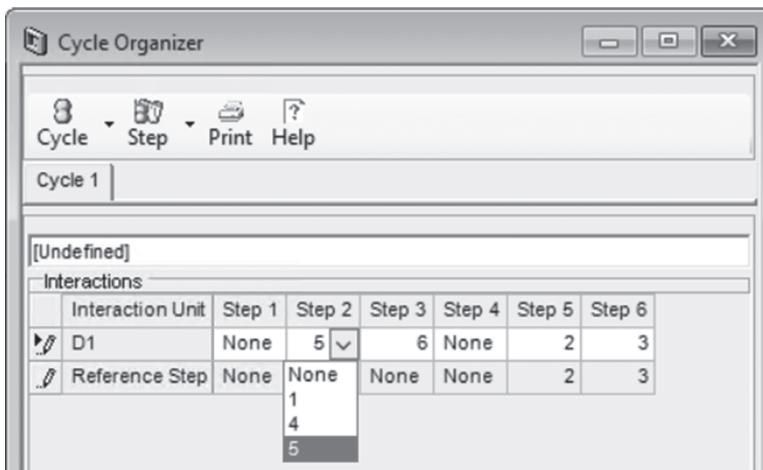 Cycle Organizer
Cycle Step Print Help
Cycle 1
[Undefined]
Interactions
Interaction Unit Step 1 Step 2 Step 3 Step 4 Step 5 Step 6
D1 None 5 6 None 2 3
Reference Step None None None None 2 3
1
4
5